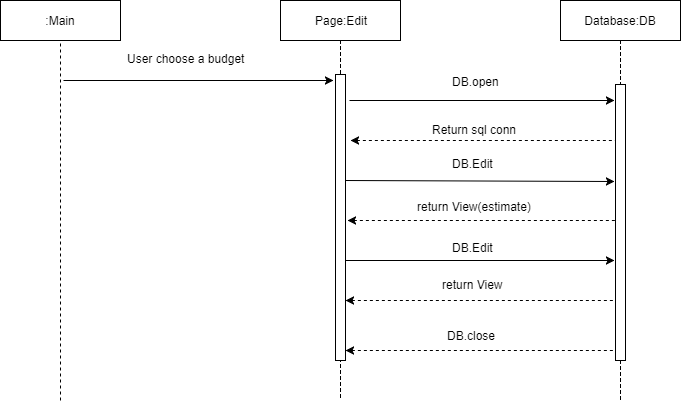 :Main
Page:Edit
Database:DB
User choose a budget
DB.open
Return sql conn
DB.Edit
return View(estimate)
DB.Edit
return View
DB.close